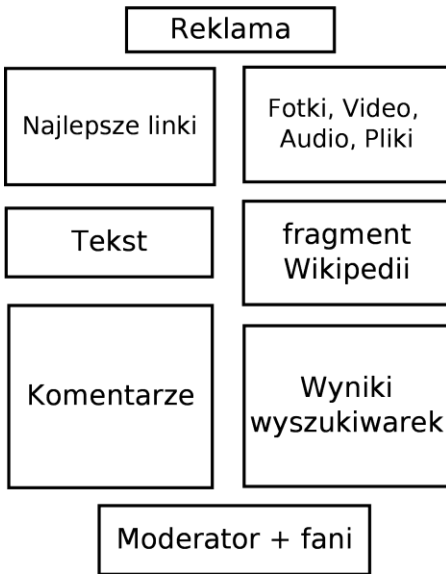 Reklama
Najlepsze linki
Fotki, Video,
Audio, Pliki
Tekst
fragment
Wikipedii
Komentarze
Wyniki
wyszukiwarek
Moderator + fani